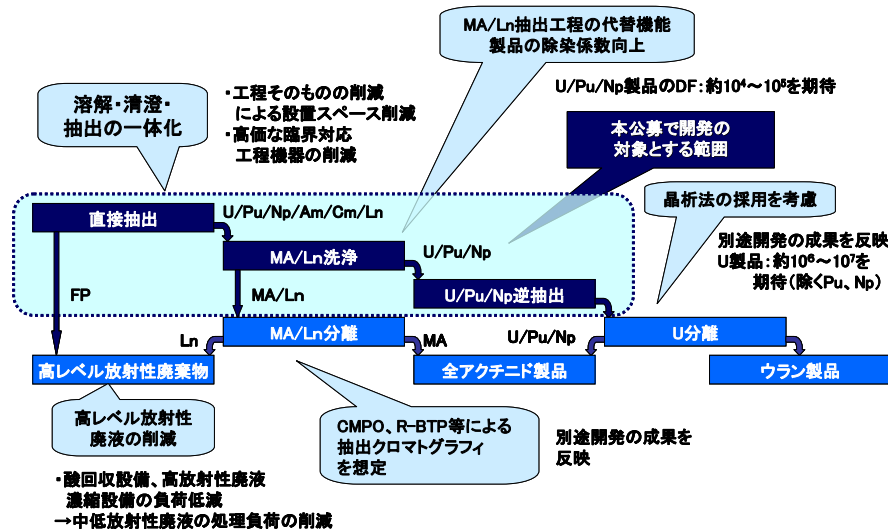 MA/Ln抽出工程の代替機能
製品の除染係数向上
溶解・清澄・
抽出の一体化
・工程そのものの削減
による設置スペース削減
・高価な臨界対応
工程機器の削減
U/Pu/Np製品のDF:約10⁴～10⁵を期待
本公募で開発の
対象とする範囲
晶析法の採用を考慮
別途開発の成果を反映
U製品:約10⁶～10⁷を
期待(除くPu、Np)
直接抽出
U/Pu/Np/Am/Cm/Ln
MA/Ln洗浄
U/Pu/Np
U/Pu/Np逆抽出
FP
MA/Ln
MA/Ln分離
U分離
Ln
MA
U/Pu/Np
高レベル放射性廃棄物
全アクチニド製品
ウラン製品
高レベル放射性
廃液の削減
CMPO、R-BTP等による
抽出クロマトグラフィ
を想定
別途開発の成果を
反映
・酸回収設備、高放射性廃液
濃縮設備の負荷低減
→中低放射性廃液の処理負荷の削減